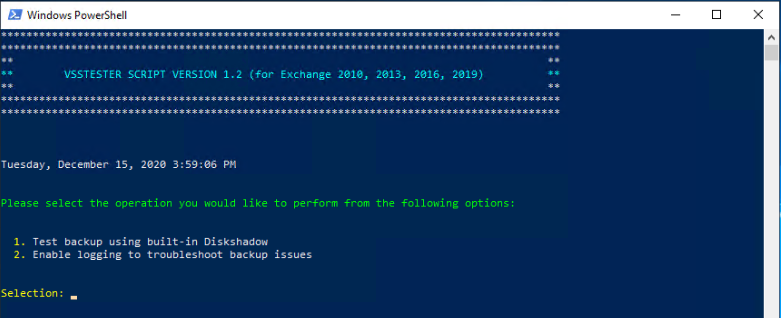 Windows PowerShell
****************************************************************************************
****************************************************************************************
** **
** VSSTESTER SCRIPT VERSION 1.2 (for Exchange 2010, 2013, 2016, 2019) **
** **
****************************************************************************************
****************************************************************************************
Tuesday, December 15, 2020 3:59:06 PM
Please select the operation you would like to perform from the following options:
1. Test backup using built-in Diskshadow
2. Enable logging to troubleshoot backup issues
Selection: